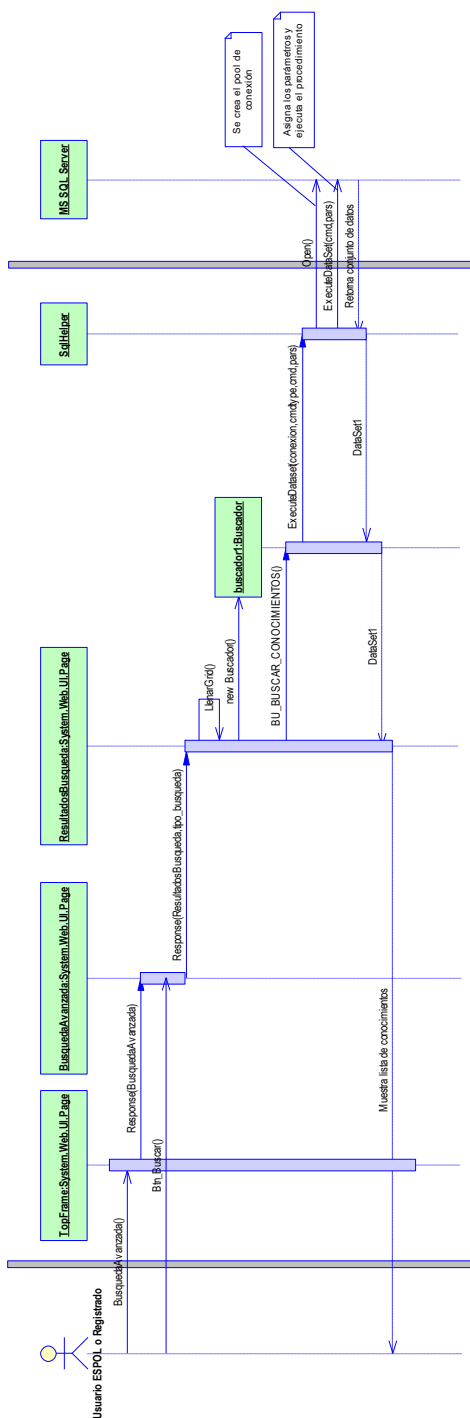 Usuario ESPOL o Registrado
TopFrame:System.Web.UI.Page
BusquedaAvanzada:System.Web.UI.Page
ResultadosBusqueda:System.Web.UI.Page
SqlHelper
MS SQL Server
BusquedaAvanzada()
Response(BusquedaAvanzada)
Btn_Buscar()
Response(ResultadosBusqueda,tipo_busqueda)
LlenarGrid()
new Buscador()
buscador1:Buscador
BU_BUSCAR_CONOCIMIENTOS()
ExecuteDataset(conexion,cmdtype,cmd,pars)
Open()
Se crea el pool de
conexión
ExecuteDataSet(cmd,pars)
Asigna los parámetros y
ejecuta el procedimiento
Retorna conjunto de datos
DataSet1
DataSet1
Muestra lista de conocimientos